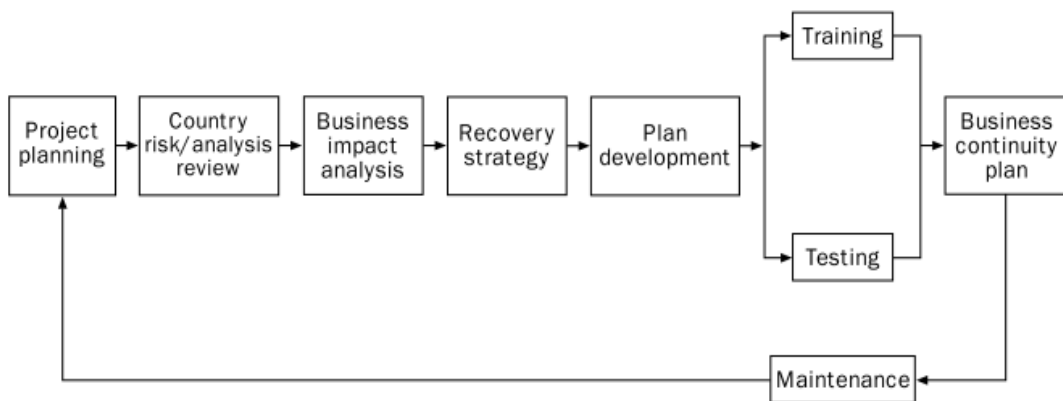 Project
planning
Country
risk/analysis
review
Business
impact
analysis
Recovery
strategy
Plan
development
Training
Testing
Business
continuity
plan
Maintenance